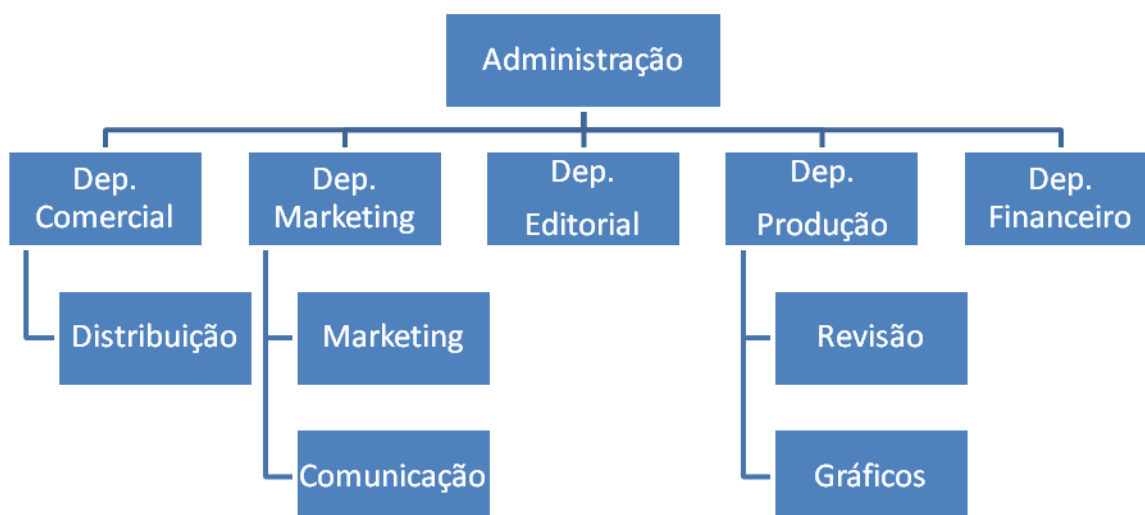 Administração
Dep.
Comercial
Dep.
Marketing
Dep.
Editorial
Dep.
Produção
Dep.
Financeiro
Distribuição
Marketing
Revisão
Comunicação
Gráficos